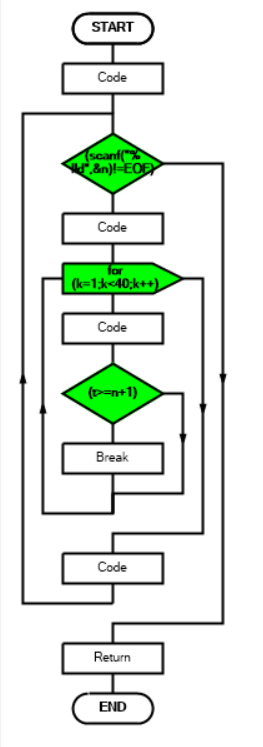 START
Code
(scanf("%
lld",&n)!=EOF)
Code
for
(k=1;k<40;k++)
Code
(r>=n+1)
Break
Code
Return
END